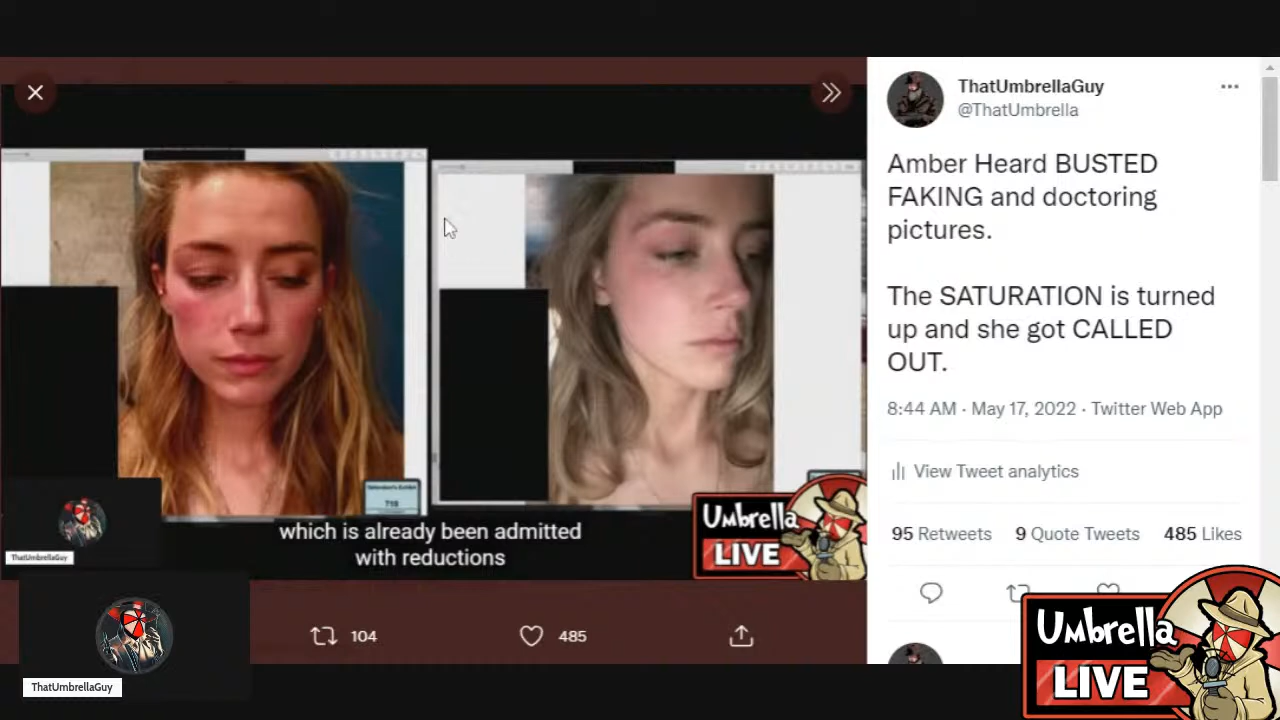 ThatUmbrellaGuy
@ThatUmbrella
Amber Heard BUSTED
FAKING and doctoring
pictures.
The SATURATION is turned
up and she got CALLED
OUT.
8:44 AM · May 17, 2022 · Twitter Web App
View Tweet analytics
95 Retweets 9 Quote Tweets 485 Likes
which is already been admitted
with reductions
Umbrella
LIVE
ThatUmbrellaGuy
104
485
ThatUmbrellaGuy
Umbrella
LIVE